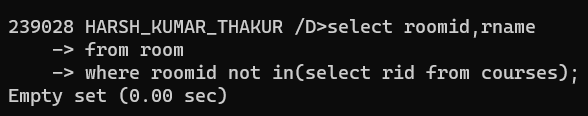 239028 HARSH_KUMAR_THAKUR /D>select roomid,rname
-> from room
-> where roomid not in(select rid from courses);
Empty set (0.00 sec)